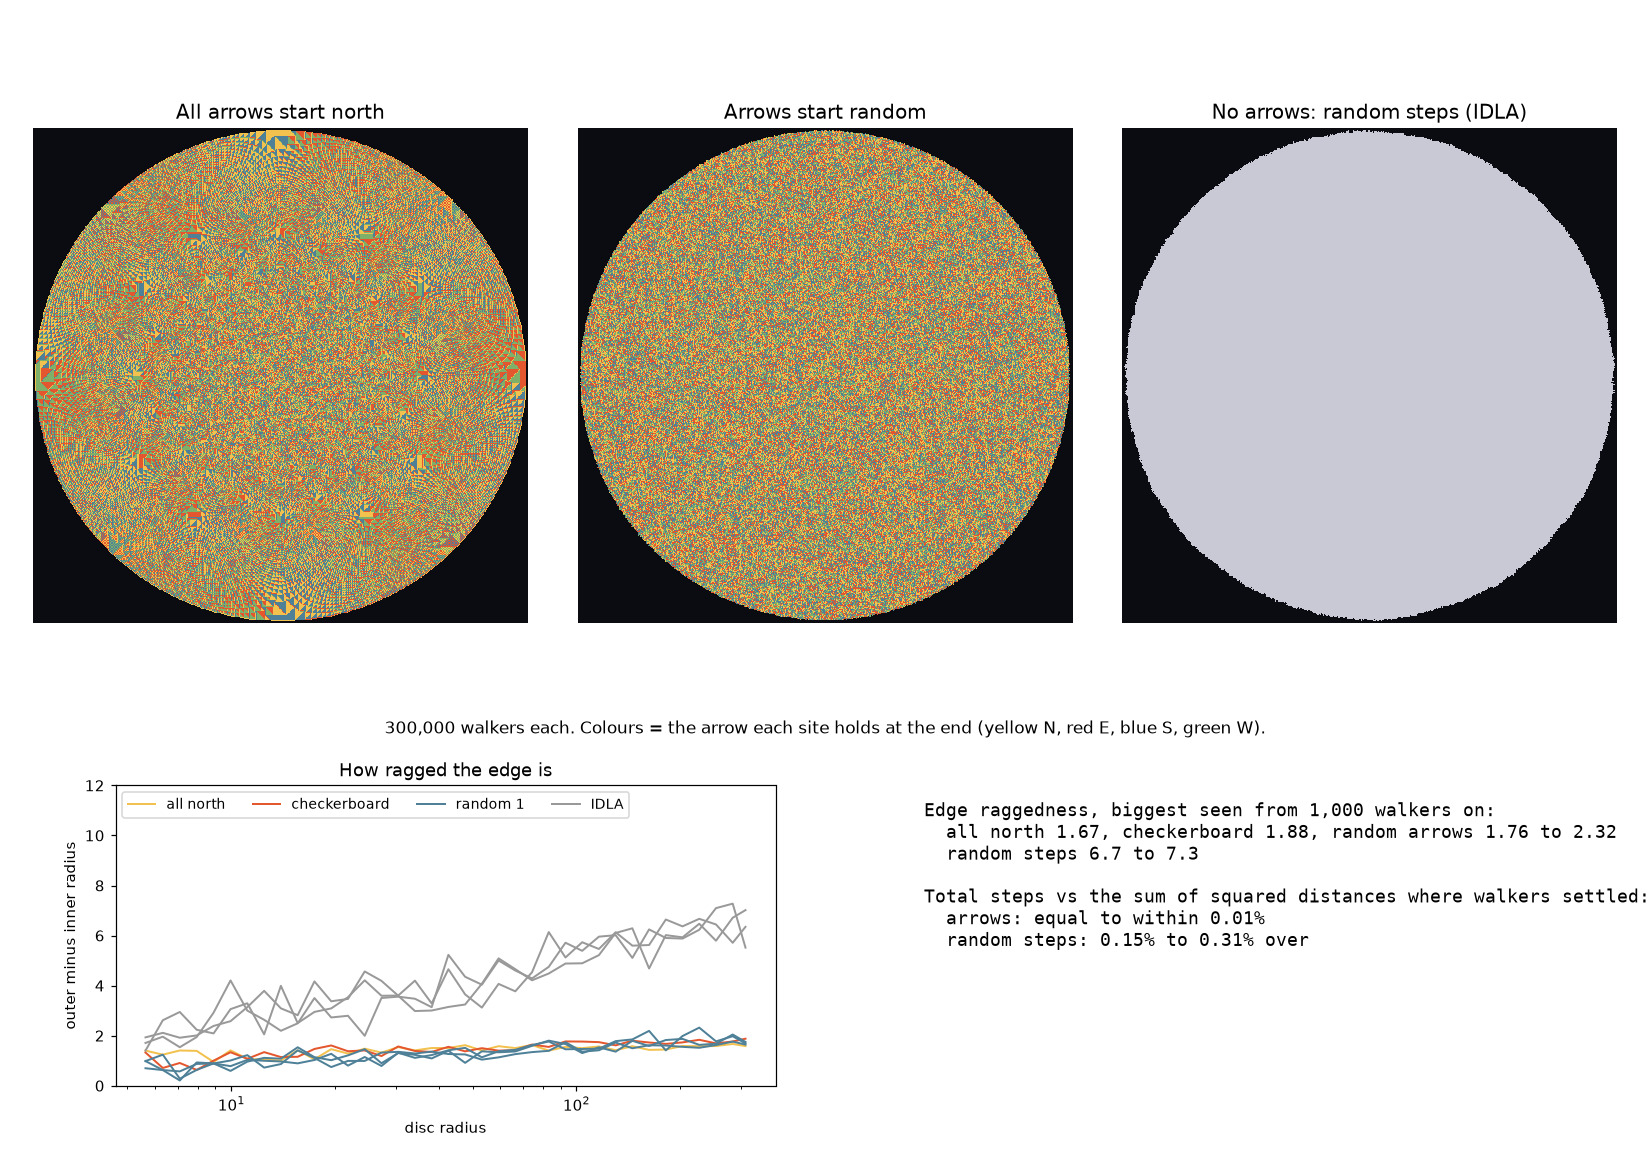 All arrows start north
Arrows start random
No arrows: random steps (IDLA)
300,000 walkers each. Colours = the arrow each site holds at the end (yellow N, red E, blue S, green W).
How ragged the edge is
all north
checkerboard
random 1
IDLA
outer minus inner radius
12
10
8
6
4
2
0
10¹
10²
disc radius
Edge raggedness, biggest seen from 1,000 walkers on:
all north 1.67, checkerboard 1.88, random arrows 1.76 to 2.32
random steps 6.7 to 7.3
Total steps vs the sum of squared distances where walkers settled:
arrows: equal to within 0.01%
random steps: 0.15% to 0.31% over